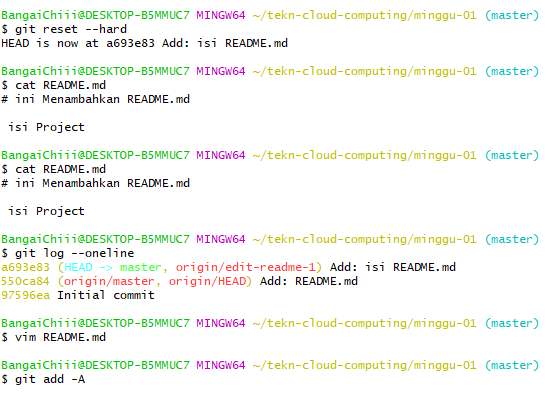 BangaiChiii@DESKTOP-B5MMUC7 MINGW64 ~/tekn-cloud-computing/minggu-01 (master)
$ git reset --hard
HEAD is now at a693e83 Add: isi README.md
BangaiChiii@DESKTOP-B5MMUC7 MINGW64 ~/tekn-cloud-computing/minggu-01 (master)
$ cat README.md
# ini Menambahkan README.md
isi Project
BangaiChiii@DESKTOP-B5MMUC7 MINGW64 ~/tekn-cloud-computing/minggu-01 (master)
$ cat README.md
# ini Menambahkan README.md
isi Project
BangaiChiii@DESKTOP-B5MMUC7 MINGW64 ~/tekn-cloud-computing/minggu-01 (master)
$ git log --oneline
a693e83 (HEAD -> master, origin/edit-readme-1) Add: isi README.md
550ca84 (origin/master, origin/HEAD) Add: README.md
97596ea Initial commit
BangaiChiii@DESKTOP-B5MMUC7 MINGW64 ~/tekn-cloud-computing/minggu-01 (master)
$ vim README.md
BangaiChiii@DESKTOP-B5MMUC7 MINGW64 ~/tekn-cloud-computing/minggu-01 (master)
$ git add -A